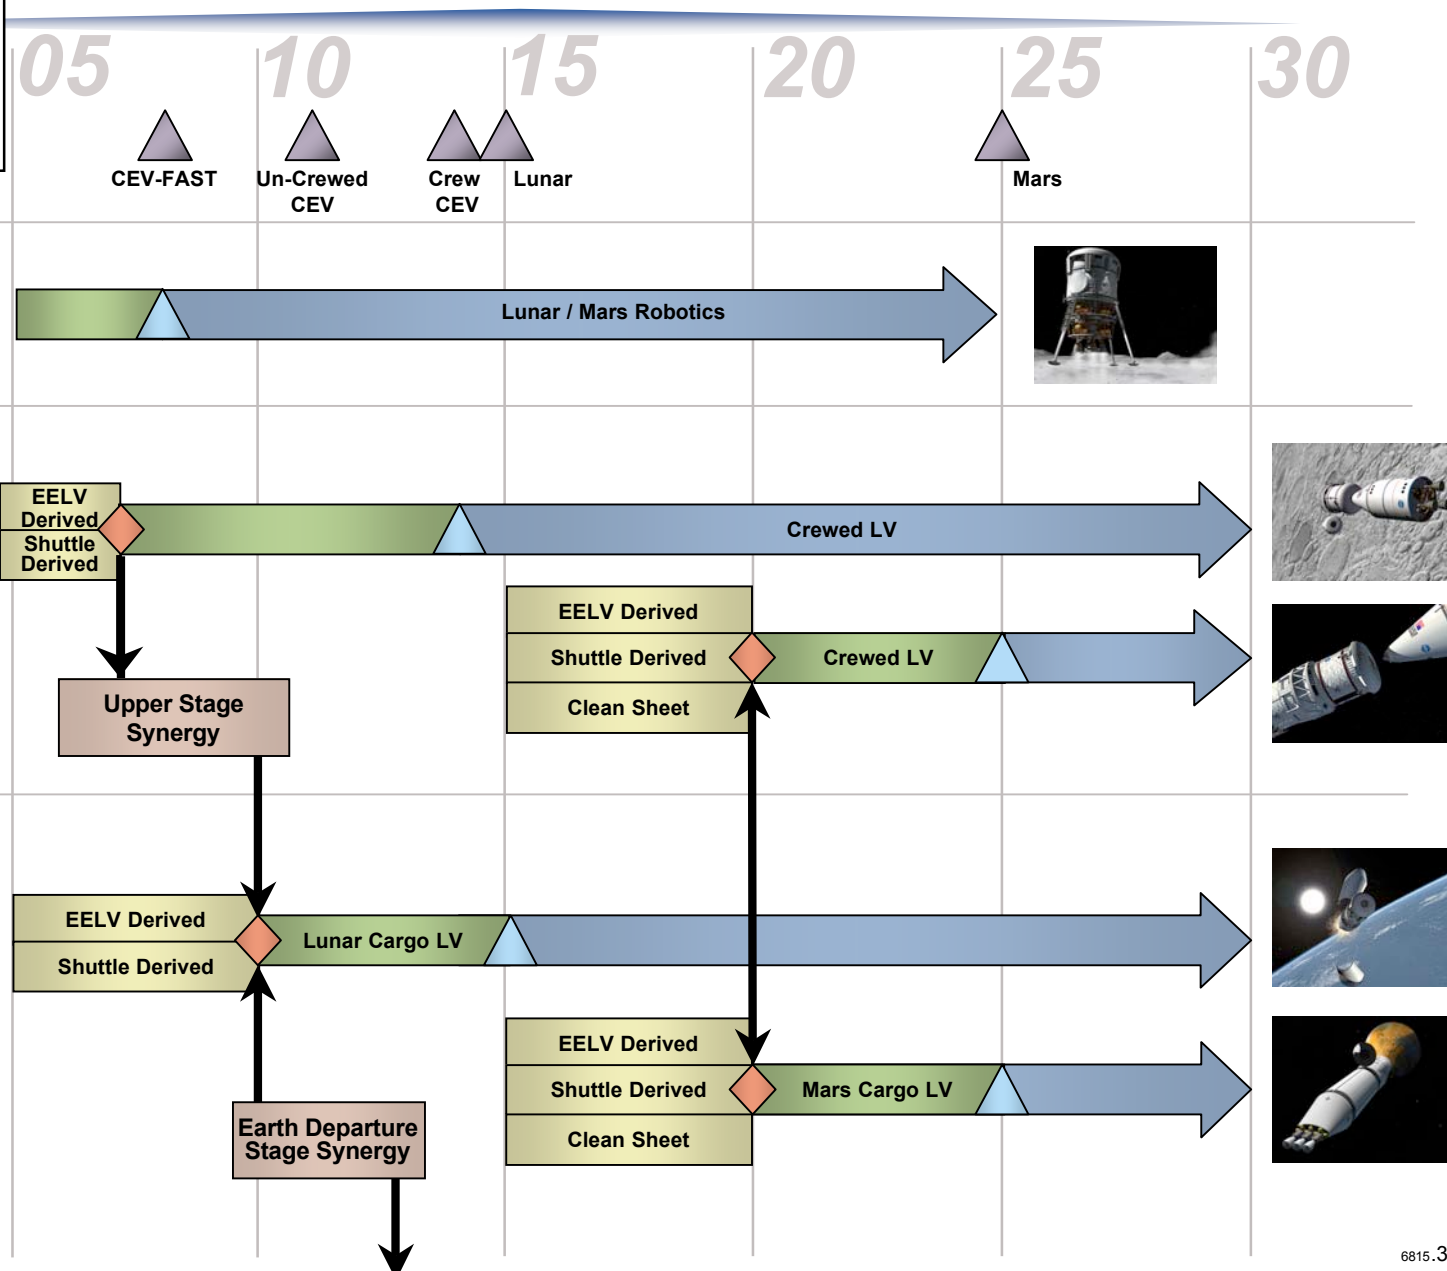 05 10 15 20 25 30
CEV-FAST
Un-Crewed
CEV
Crew
CEV
Lunar
Mars
Lunar / Mars Robotics
EELV
Derived
Shuttle
Derived
Crewed LV
EELV Derived
Shuttle Derived
Clean Sheet
Crewed LV
Upper Stage
Synergy
EELV Derived
Shuttle Derived
Lunar Cargo LV
EELV Derived
Shuttle Derived
Clean Sheet
Mars Cargo LV
Earth Departure
Stage Synergy
6815.3